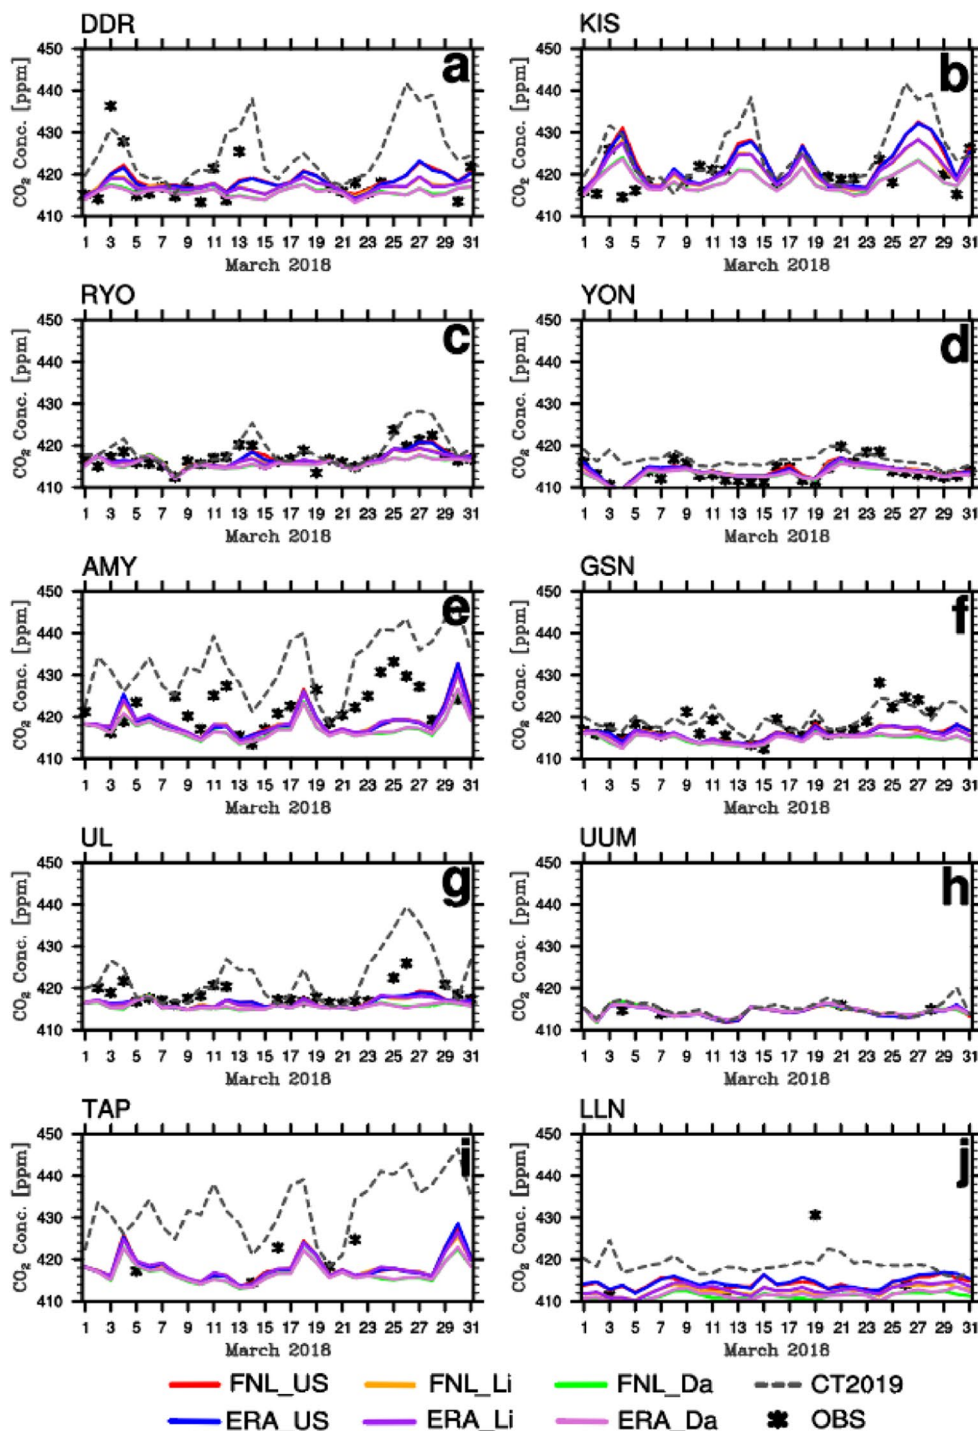 DDR
KIS
450
440
430
420
410
CO2 Conc. [ppm]
a
1 3 5 7 9 11 13 15 17 19 21 23 25 27 29 31
March 2018
450
440
430
420
410
CO2 Conc. [ppm]
b
1 3 5 7 9 11 13 15 17 19 21 23 25 27 29 31
March 2018
RYO
YON
450
440
430
420
410
CO2 Conc. [ppm]
c
1 3 5 7 9 11 13 15 17 19 21 23 25 27 29 31
March 2018
450
440
430
420
410
CO2 Conc. [ppm]
d
1 3 5 7 9 11 13 15 17 19 21 23 25 27 29 31
March 2018
AMY
GSN
450
440
430
420
410
CO2 Conc. [ppm]
e
1 3 5 7 9 11 13 15 17 19 21 23 25 27 29 31
March 2018
450
440
430
420
410
CO2 Conc. [ppm]
f
1 3 5 7 9 11 13 15 17 19 21 23 25 27 29 31
March 2018
UL
UUM
450
440
430
420
410
CO2 Conc. [ppm]
g
1 3 5 7 9 11 13 15 17 19 21 23 25 27 29 31
March 2018
450
440
430
420
410
CO2 Conc. [ppm]
h
1 3 5 7 9 11 13 15 17 19 21 23 25 27 29 31
March 2018
TAP
LLN
450
440
430
420
410
CO2 Conc. [ppm]
i
1 3 5 7 9 11 13 15 17 19 21 23 25 27 29 31
March 2018
450
440
430
420
410
CO2 Conc. [ppm]
j
1 3 5 7 9 11 13 15 17 19 21 23 25 27 29 31
March 2018
FNL_US FNL_Li FNL_Da CT2019
ERA_US ERA_Li ERA_Da OBS